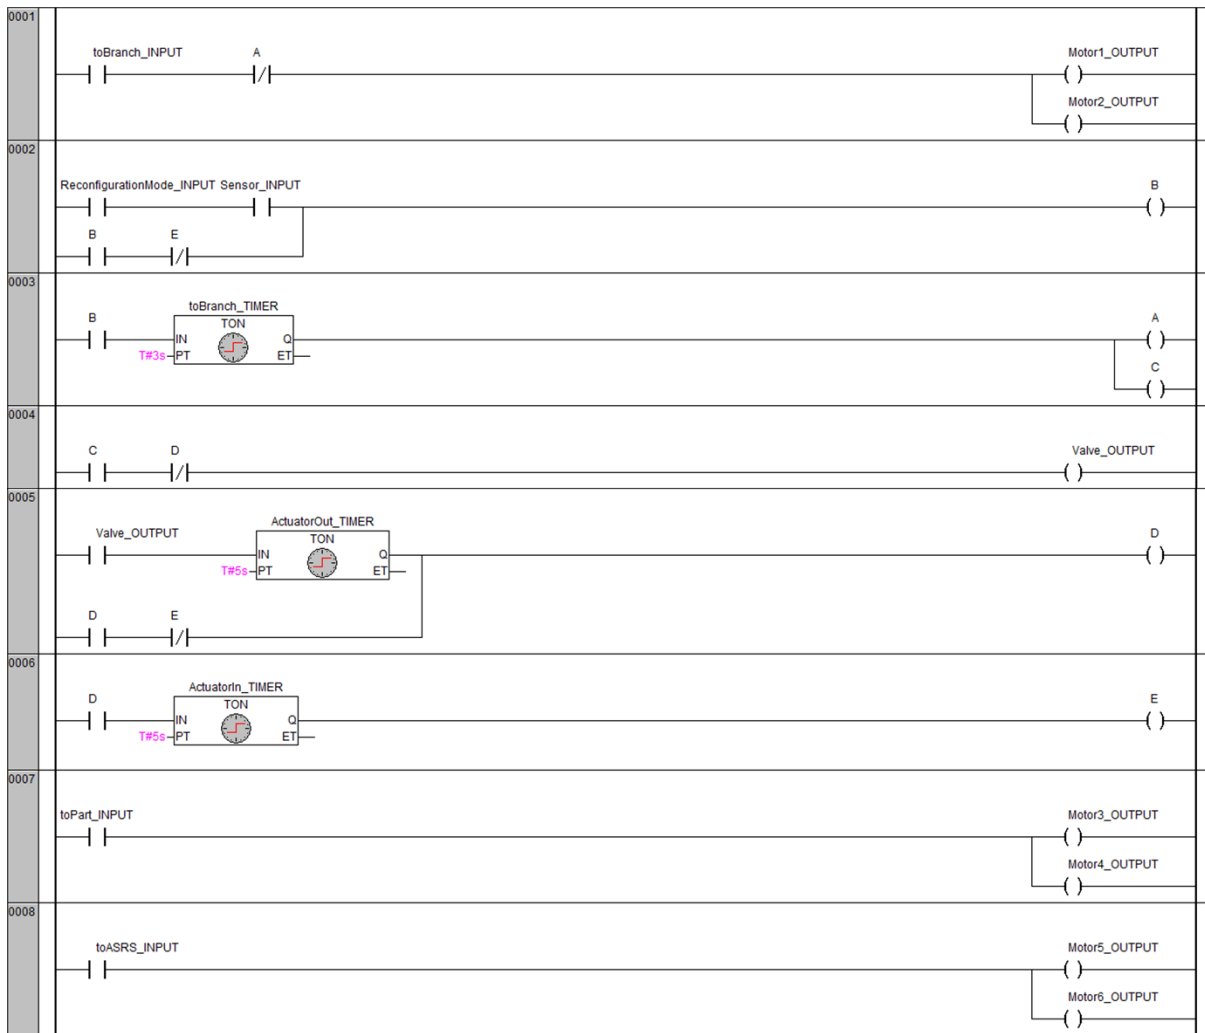 0001
toBranch_INPUT A Motor1_OUTPUT
Motor2_OUTPUT
0002
ReconfigurationMode_INPUT Sensor_INPUT B
B E
0003
toBranch_TIMER
B TON A
IN Q
T#3s PT ET
C
0004
C D Valve_OUTPUT
0005
ActuatorOut_TIMER
Valve_OUTPUT TON D
IN Q
T#5s PT ET
D E
0006
ActuatorIn_TIMER
D TON E
IN Q
T#5s PT ET
0007
toPart_INPUT Motor3_OUTPUT
Motor4_OUTPUT
0008
toASRS_INPUT Motor5_OUTPUT
Motor6_OUTPUT